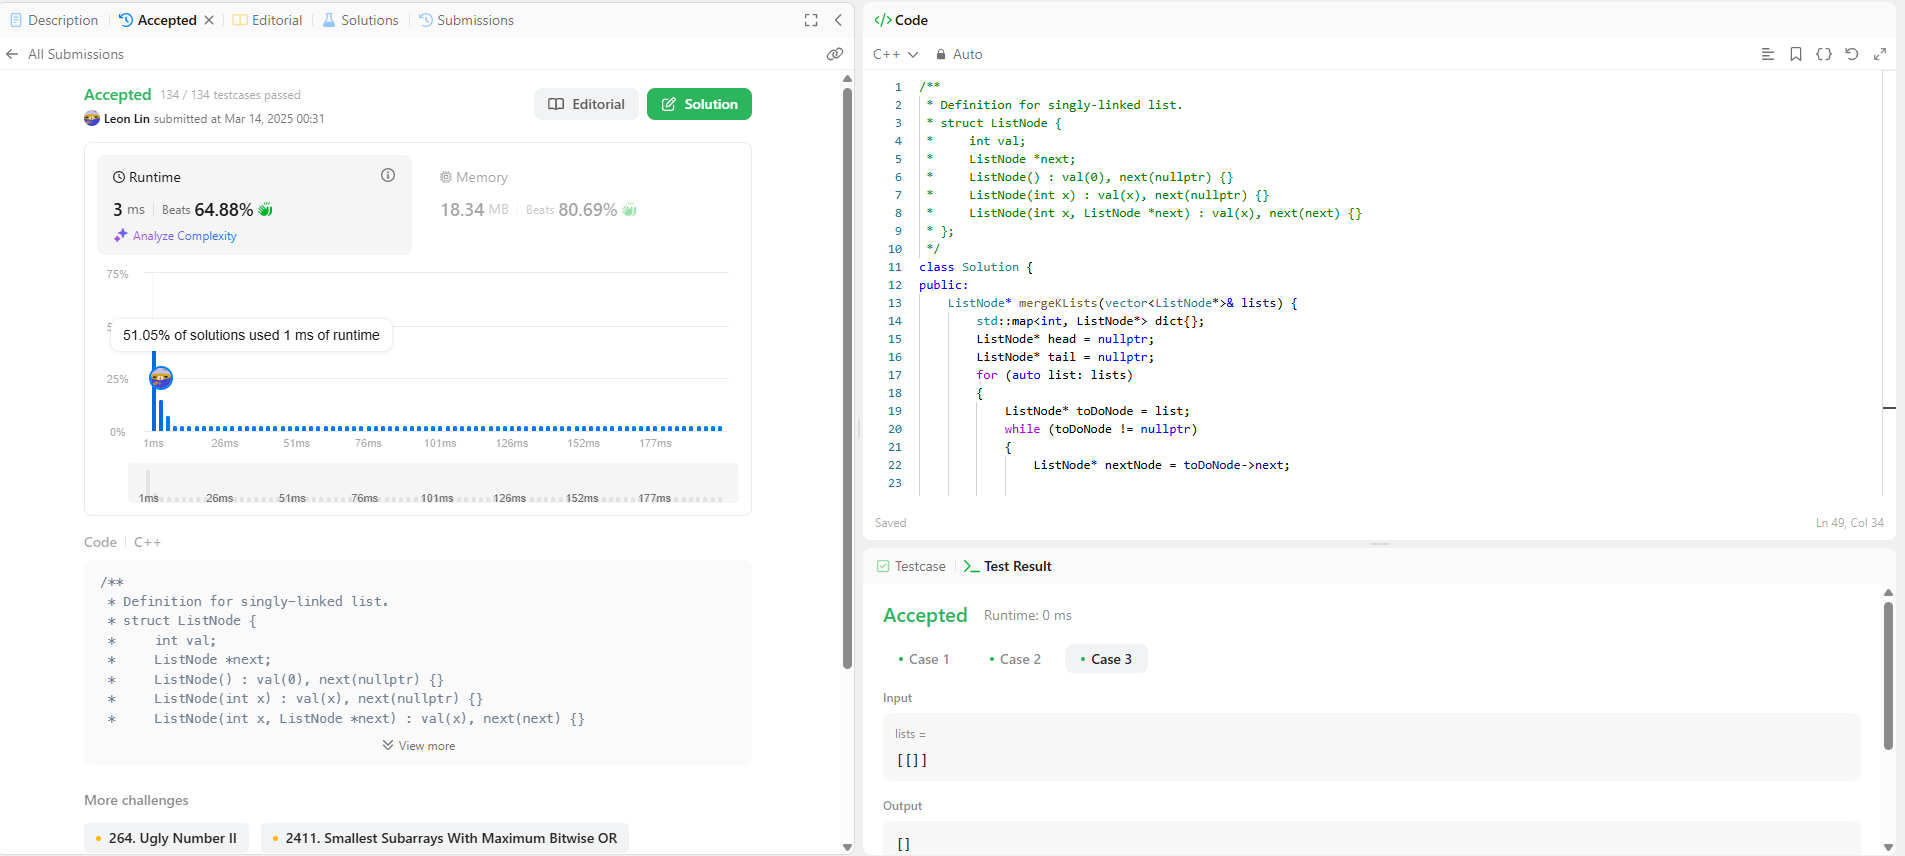 Description
Accepted
Editorial
Solutions
Submissions
All Submissions
Accepted 134 / 134 testcases passed
Leon Lin submitted at Mar 14, 2025 00:31
Editorial
Solution
Runtime
3 ms Beats 64.88%
Analyze Complexity
Memory
18.34 MB Beats 80.69%
75%
51.05% of solutions used 1 ms of runtime
25%
0%
1ms 26ms 51ms 76ms 101ms 126ms 152ms 177ms
1ms 26ms 51ms 76ms 101ms 126ms 152ms 177ms
Code C++
/**
 * Definition for singly-linked list.
 * struct ListNode {
 *     int val;
 *     ListNode *next;
 *     ListNode() : val(0), next(nullptr) {}
 *     ListNode(int x) : val(x), next(nullptr) {}
 *     ListNode(int x, ListNode *next) : val(x), next(next) {}
View more
More challenges
264. Ugly Number II
2411. Smallest Subarrays With Maximum Bitwise OR
</> Code
C++ Auto
1 /**
2  * Definition for singly-linked list.
3  * struct ListNode {
4  *     int val;
5  *     ListNode *next;
6  *     ListNode() : val(0), next(nullptr) {}
7  *     ListNode(int x) : val(x), next(nullptr) {}
8  *     ListNode(int x, ListNode *next) : val(x), next(next) {}
9  * };
10  */
11 class Solution {
12 public:
13     ListNode* mergeKLists(vector<ListNode*>& lists) {
14         std::map<int, ListNode*> dict{};
15         ListNode* head = nullptr;
16         ListNode* tail = nullptr;
17         for (auto list: lists)
18         {
19             ListNode* toDoNode = list;
20             while (toDoNode != nullptr)
21             {
22                 ListNode* nextNode = toDoNode->next;
23
Saved
Ln 49, Col 34
Testcase
Test Result
Accepted Runtime: 0 ms
Case 1
Case 2
Case 3
Input
lists =
[[]]
Output
[]